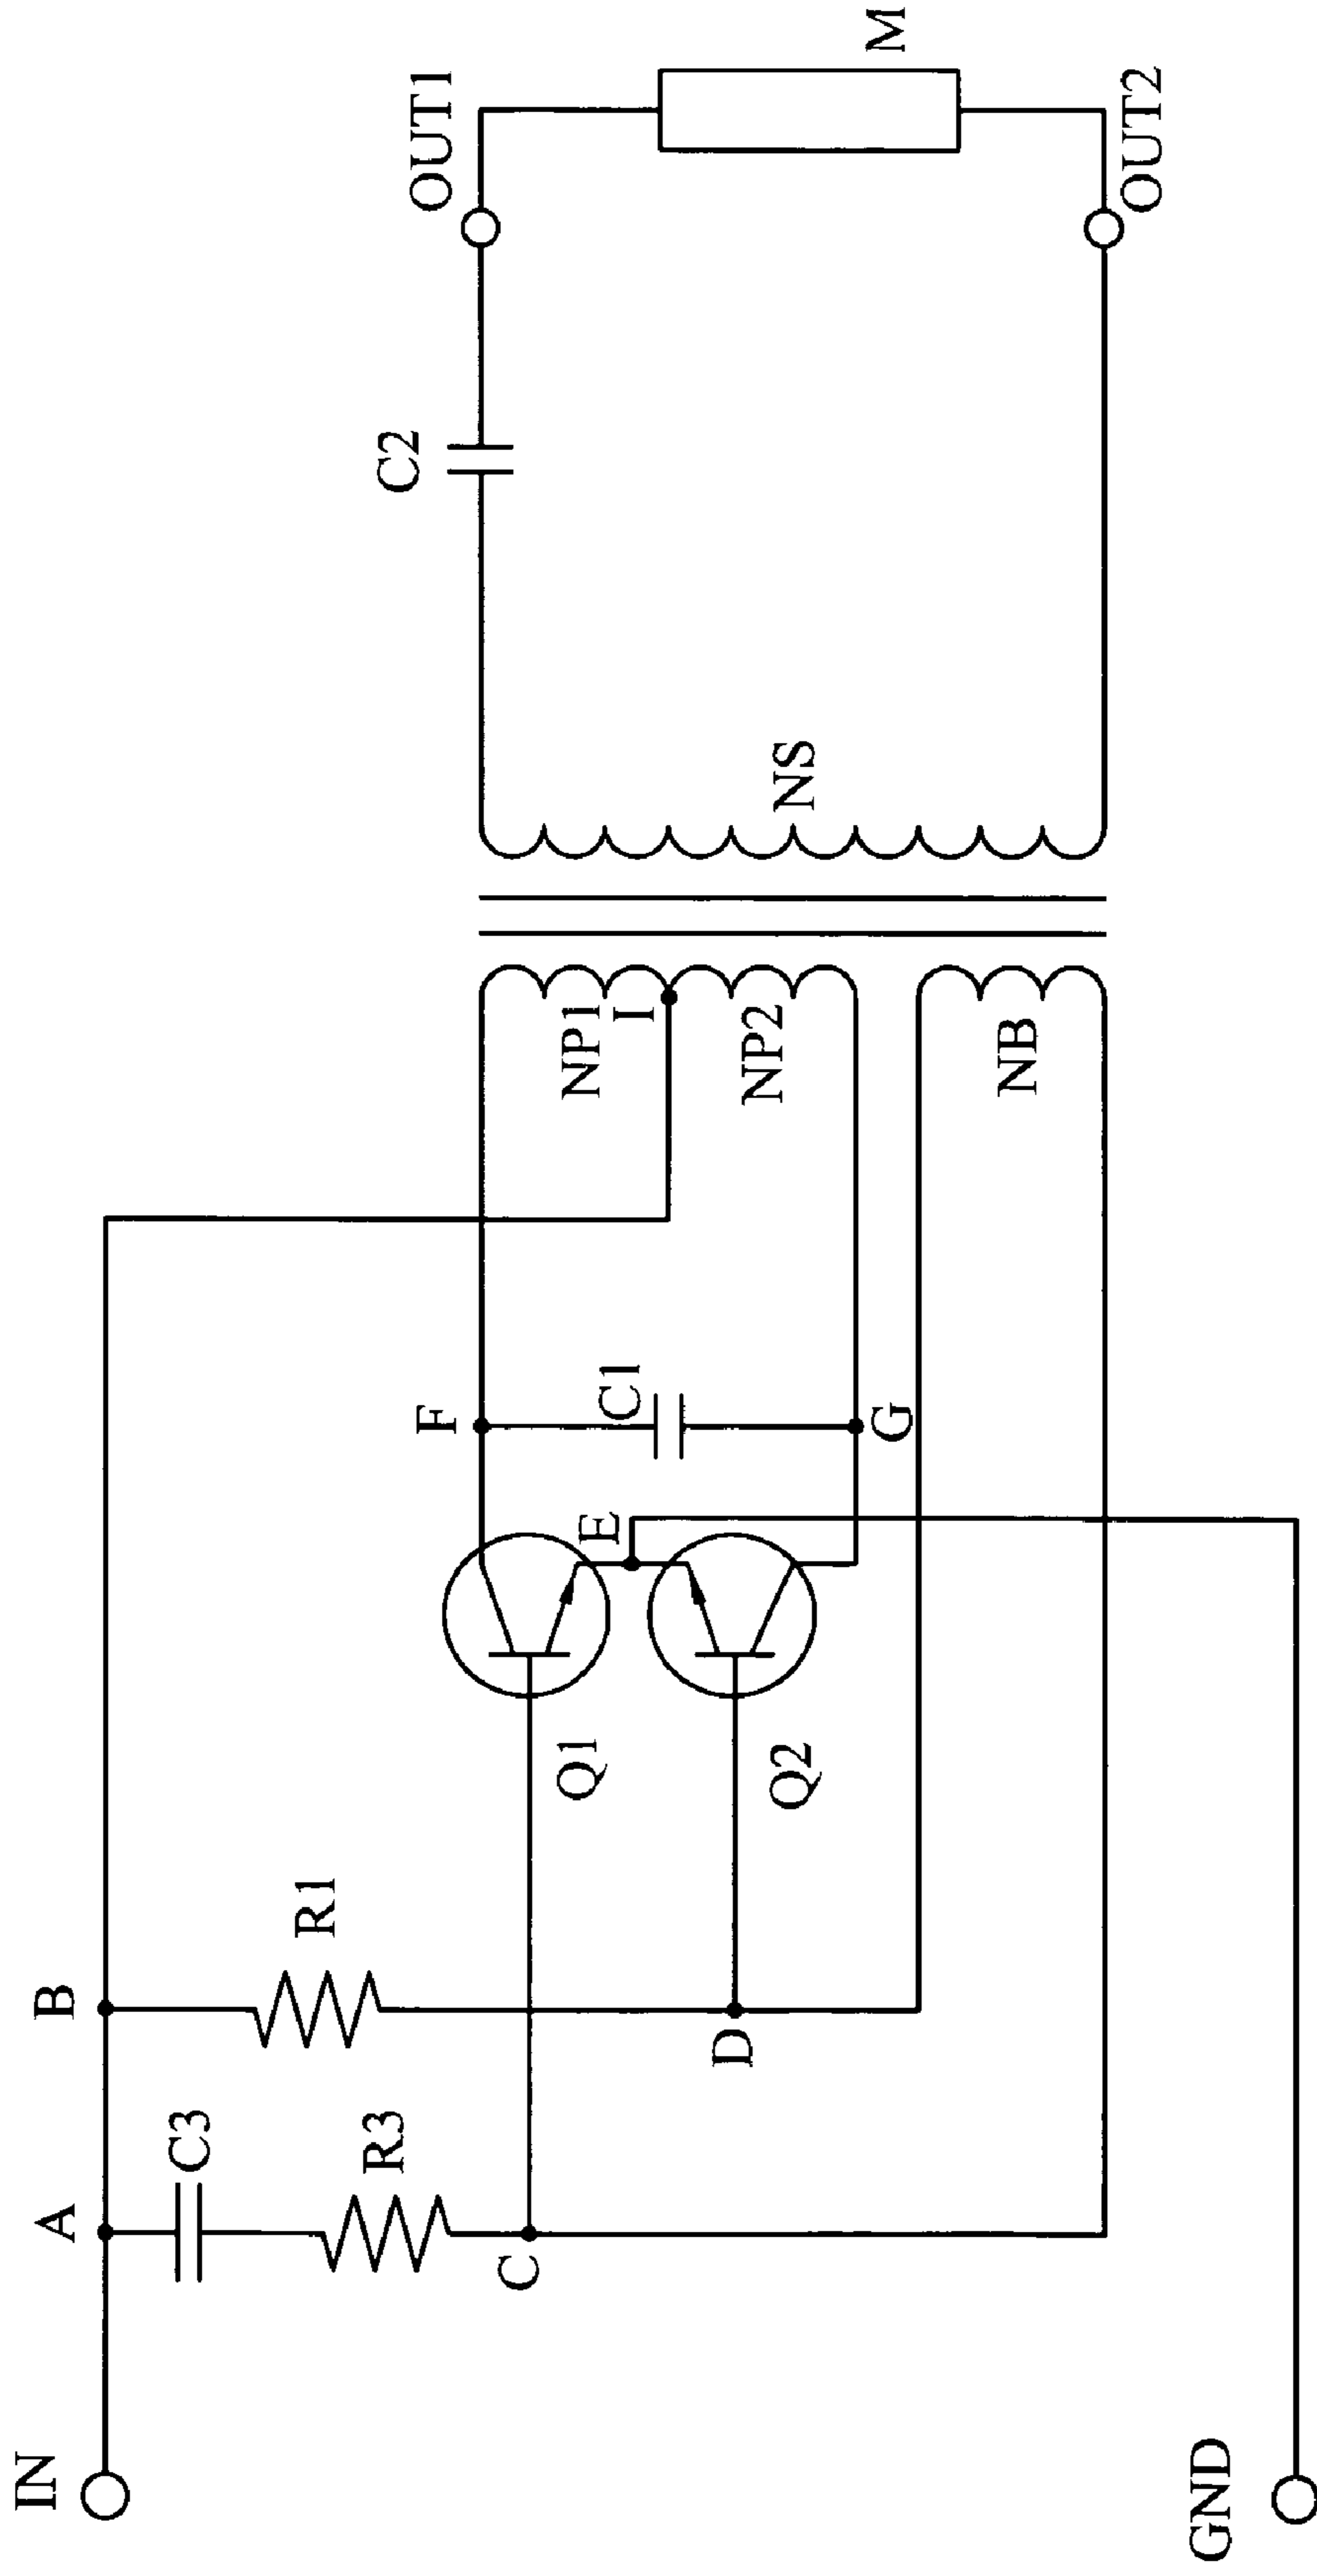 IN
A
B
C3
R1
R3
C
D
Q1
Q2
E
F
C1
G
NP1
I
NP2
NB
NS
C2
OUT1
OUT2
M
GND